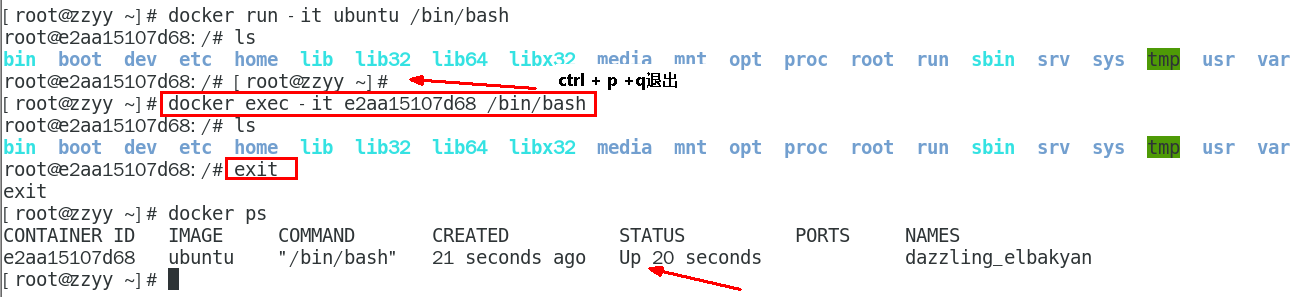 [root@zzyy ~]# docker run -it ubuntu /bin/bash
root@e2aa15107d68:/# ls
bin boot dev etc home lib lib32 lib64 libx32 media mnt opt proc root run sbin srv sys tmp usr var
root@e2aa15107d68:/# [root@zzyy ~]# ctrl + p +q退出
[root@zzyy ~]# docker exec -it e2aa15107d68 /bin/bash
root@e2aa15107d68:/# ls
bin boot dev etc home lib lib32 lib64 libx32 media mnt opt proc root run sbin srv sys tmp usr var
root@e2aa15107d68:/# exit
exit
[root@zzyy ~]# docker ps
CONTAINER ID IMAGE COMMAND CREATED STATUS PORTS NAMES
e2aa15107d68 ubuntu "/bin/bash" 21 seconds ago Up 20 seconds dazzling_elbakyan
[root@zzyy ~]#